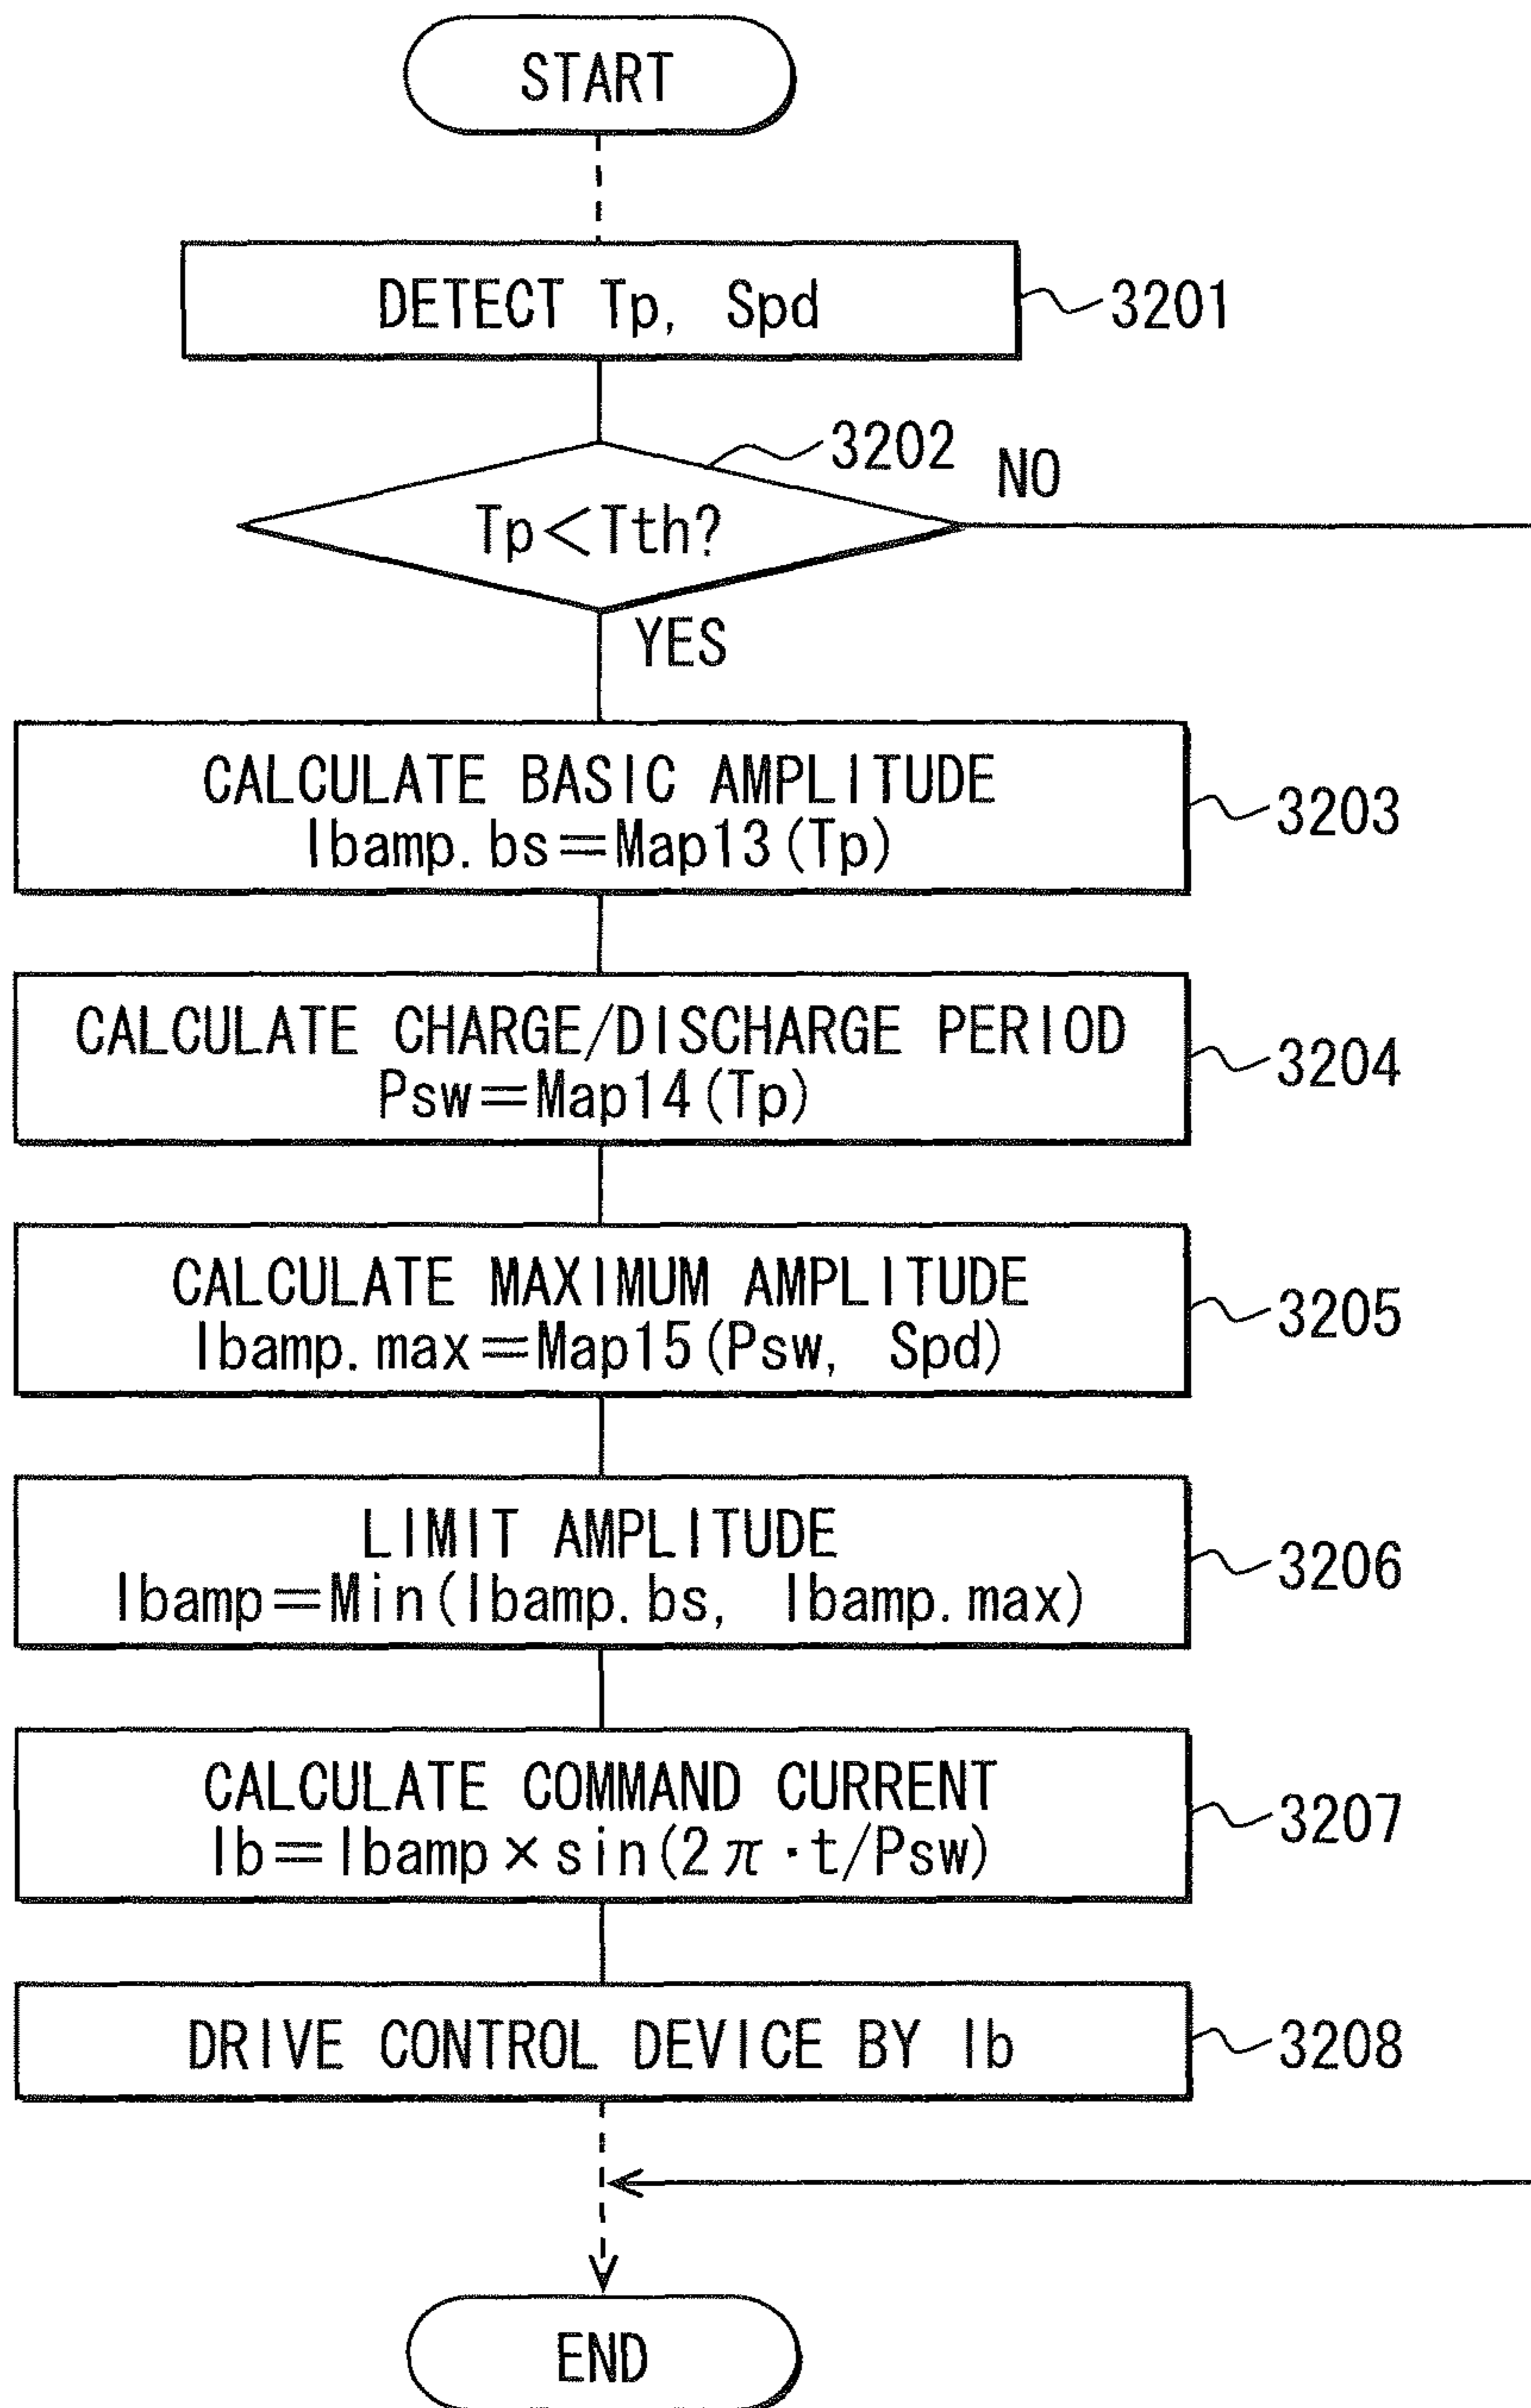 START
DETECT Tp, Spd
3201
3202
NO
Tp<Tth?
YES
CALCULATE BASIC AMPLITUDE
Ibamp.bs=Map13(Tp)
3203
CALCULATE CHARGE/DISCHARGE PERIOD
Psw=Map14(Tp)
3204
CALCULATE MAXIMUM AMPLITUDE
Ibamp.max=Map15(Psw, Spd)
3205
LIMIT AMPLITUDE
Ibamp=Min(Ibamp.bs, Ibamp.max)
3206
CALCULATE COMMAND CURRENT
Ib=Ibamp×sin(2π·t/Psw)
3207
DRIVE CONTROL DEVICE BY Ib
3208
END